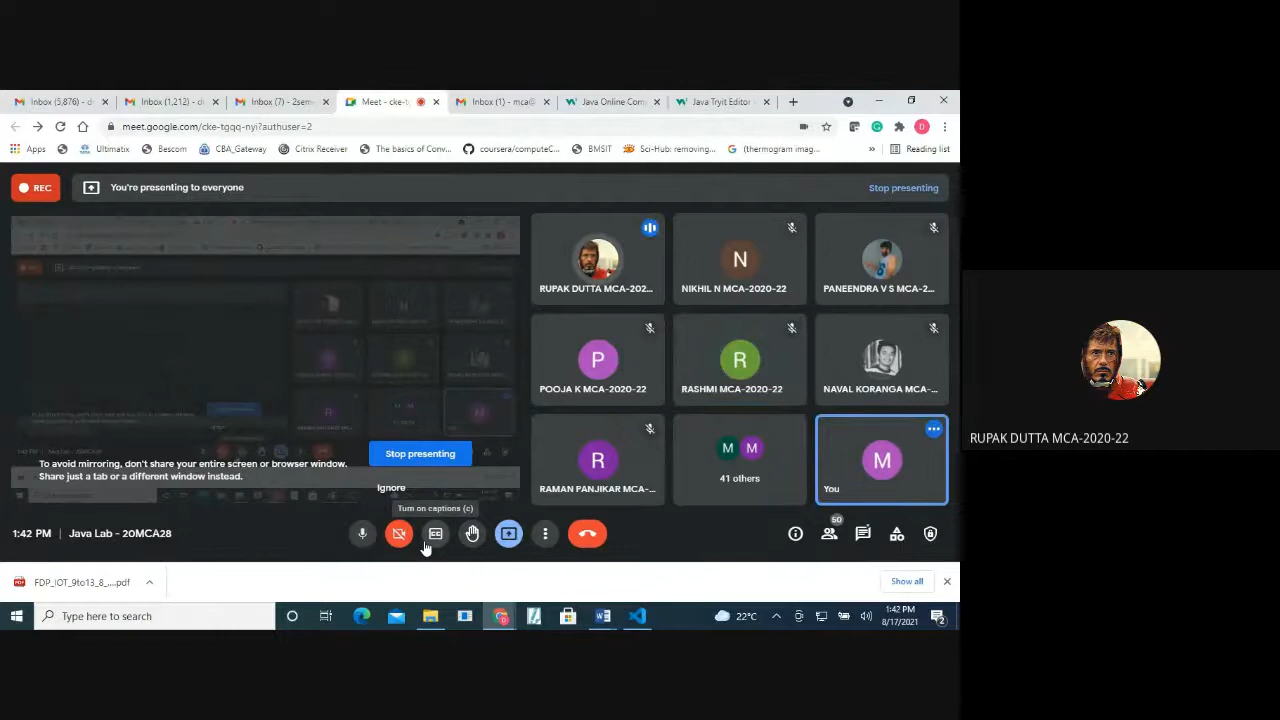 Inbox (5,876) - d
Inbox (1,212) - d
Inbox (7) - 2sem
Meet - cke-t
Inbox (1) - mca@
Java Online Com
Java Tryit Editor
meet.google.com/cke-tgqq-nyi?authuser=2
Apps
Ultimatix
Bescom
CBA_Gateway
Citrix Receiver
The basics of Conv...
coursera/computeC...
BMSIT
Sci-Hub: removing...
(thermogram imag...
»
Reading list
REC
You're presenting to everyone
Stop presenting
RUPAK DUTTA MCA-202...
N
NIKHIL N MCA-2020-22
PANEENDRA V S MCA-2...
P
POOJA K MCA-2020-22
R
RASHMI MCA-2020-22
NAVAL KORANGA MCA-...
R
RAMAN PANJIKAR MCA-...
M M
41 others
M
You
To avoid mirroring, don't share your entire screen or browser window.
Share just a tab or a different window instead.
Stop presenting
Ignore
Turn on captions (c)
1:42 PM | Java Lab - 20MCA28
50
FDP_IOT_9to13_8_....pdf
Show all
Type here to search
22°C
1:42 PM
8/17/2021
2
RUPAK DUTTA MCA-2020-22